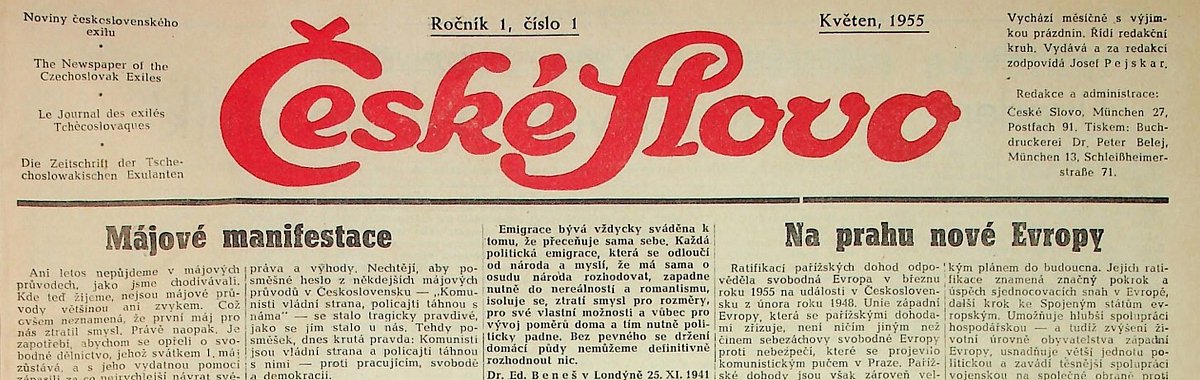 Noviny československého
exilu
•
The Newspaper of the
Czechoslovak Exiles
•
Le Journal des exilés
Tchècoslovaques
•
Die Zeitschrift der Tsche-
choslowakischen Exulanten
Ročník 1, číslo 1
Květen, 1955
České Slovo
Vychází měsíčně s výjim-
kou prázdnin. Řídí redakční
kruh. Vydává a za redakci
zodpovídá Josef Pejskar.
Redakce a administrace:
České Slovo, München 27,
Postfach 91. Tiskem: Buch-
druckerei Dr. Peter Belej,
München 13, Schleißheimer-
straße 71.
Májové manifestace
Ani letos nepůjdeme v májových
průvodech, jako jsme chodívávali.
Kde teď žijeme, nejsou májové prů-
vody většinou ani zvykem. Což
ovšem neznamená, že první máj pro
nás ztratil smysl. Právě naopak. Je
zapotřebí, abychom se opřeli o svo-
bodné dělnictvo, jehož svátkem 1. máj
zůstává, a s jeho vydatnou pomocí
zápasili za co nejrychlejší návrat své-
práva a výhody. Nechtějí, aby po-
směšné heslo z někdejších májových
průvodů v Československu — „Komu-
nisti vládní strana, policajti táhnou s
náma" — se stalo tragicky pravdivé,
jako se jím stalo u nás. Tehdy po-
směšek, dnes krutá pravda: Komunisti
jsou vládní strana a policajti táhnou
s nimi — proti pracujícím, svobodě
a demokracii.
Emigrace bývá vždycky sváděna k
tomu, že přeceňuje sama sebe. Každá
politická emigrace, která se odloučí
od národa a myslí, že má sama o
osudu národa rozhodovat, zapadne
nutně do nereálnosti a romantismu,
isoluje se, ztratí smysl pro rozměry,
pro své vlastní možnosti a vůbec pro
vývoj poměrů doma a tím nutně poli-
ticky padne. Bez pevného se držení
domácí půdy nemůžeme definitivně
rozhodnout nic.
Dr. Ed. Beneš v Londýně 25. XI. 1941
Na prahu nové Evropy
Ratifikací pařížských dohod odpo-
věděla svobodná Evropa v březnu
roku 1955 na události v Českosloven-
sku z února roku 1948. Unie západní
Evropy, která se pařížskými dohoda-
mi zřizuje, není ničím jiným než
činem sebezáchovy svobodné Evropy
proti nebezpečí, které se projevilo
komunistickým pučem v Praze. Paříž-
ské dohody jsou však zároveň vel-
kým plánem do budoucna. Jejich rati-
fikace znamená značný pokrok a
úspěch sjednocovacích snah v Evropě,
další krok ke Spojeným státům ev-
ropským. Umožňuje hlubší spolupráci
hospodářskou — a tudíž zvýšení ži-
votní úrovně obyvatelstva západní
Evropy, usnadňuje větší jednotu po-
litickou a zavádí těsnější spolupráci
vojenskou na společné obraně proti